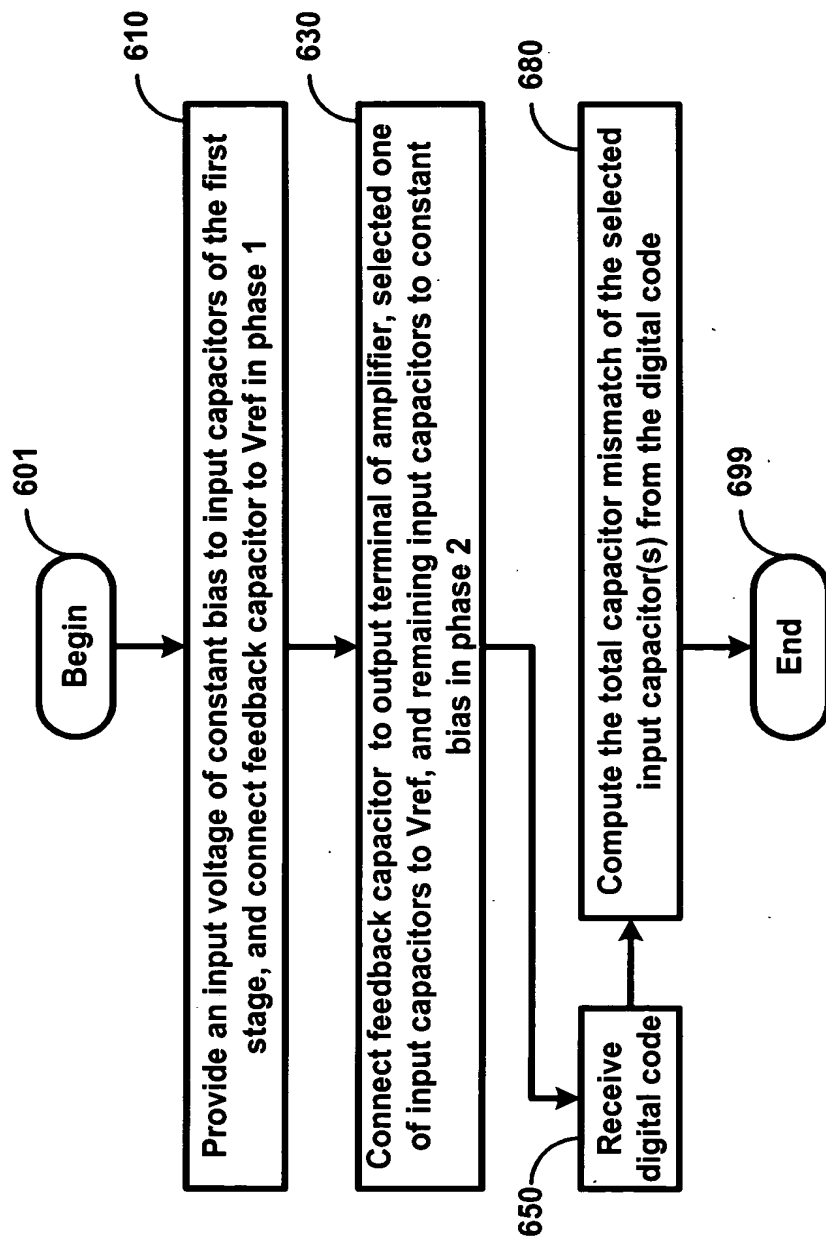 601
Begin
610
Provide an input voltage of constant bias to input capacitors of the first
stage, and connect feedback capacitor to Vref in phase 1
630
Connect feedback capacitor to output terminal of amplifier, selected one
of input capacitors to Vref, and remaining input capacitors to constant
bias in phase 2
650
Receive
digital code
680
Compute the total capacitor mismatch of the selected
input capacitor(s) from the digital code
699
End